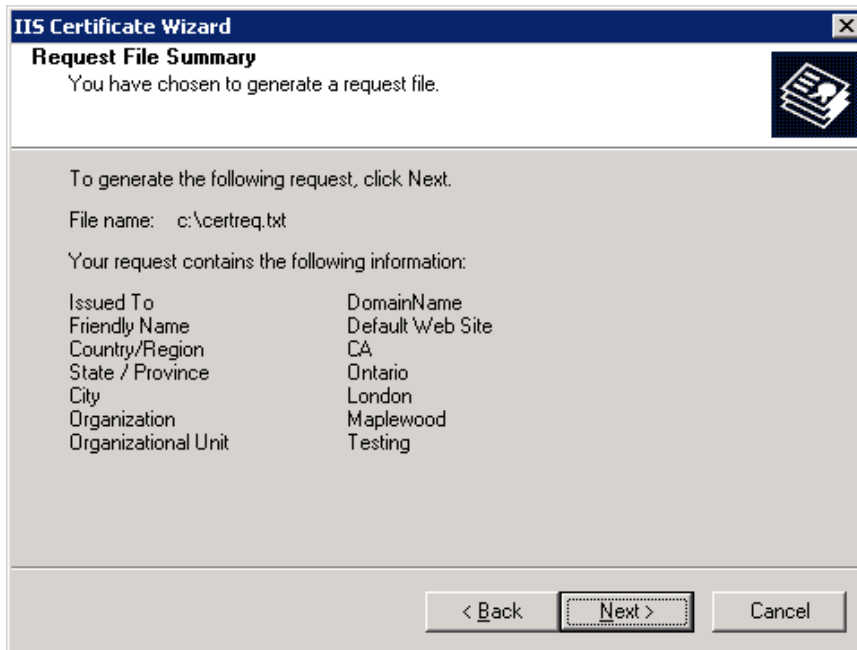 IIS Certificate Wizard
Request File Summary
You have chosen to generate a request file.
To generate the following request, click Next.
File name: c:\certreq.txt
Your request contains the following information:
Issued To DomainName
Friendly Name Default Web Site
Country/Region CA
State / Province Ontario
City London
Organization Maplewood
Organizational Unit Testing
< Back Next > Cancel